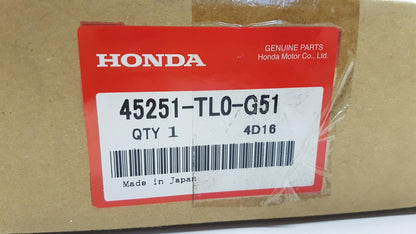 HONDA
GENUINE PARTS
Honda Motor Co., Ltd.
45251-TL0-G51
QTY 1 4D16
Made in Japan